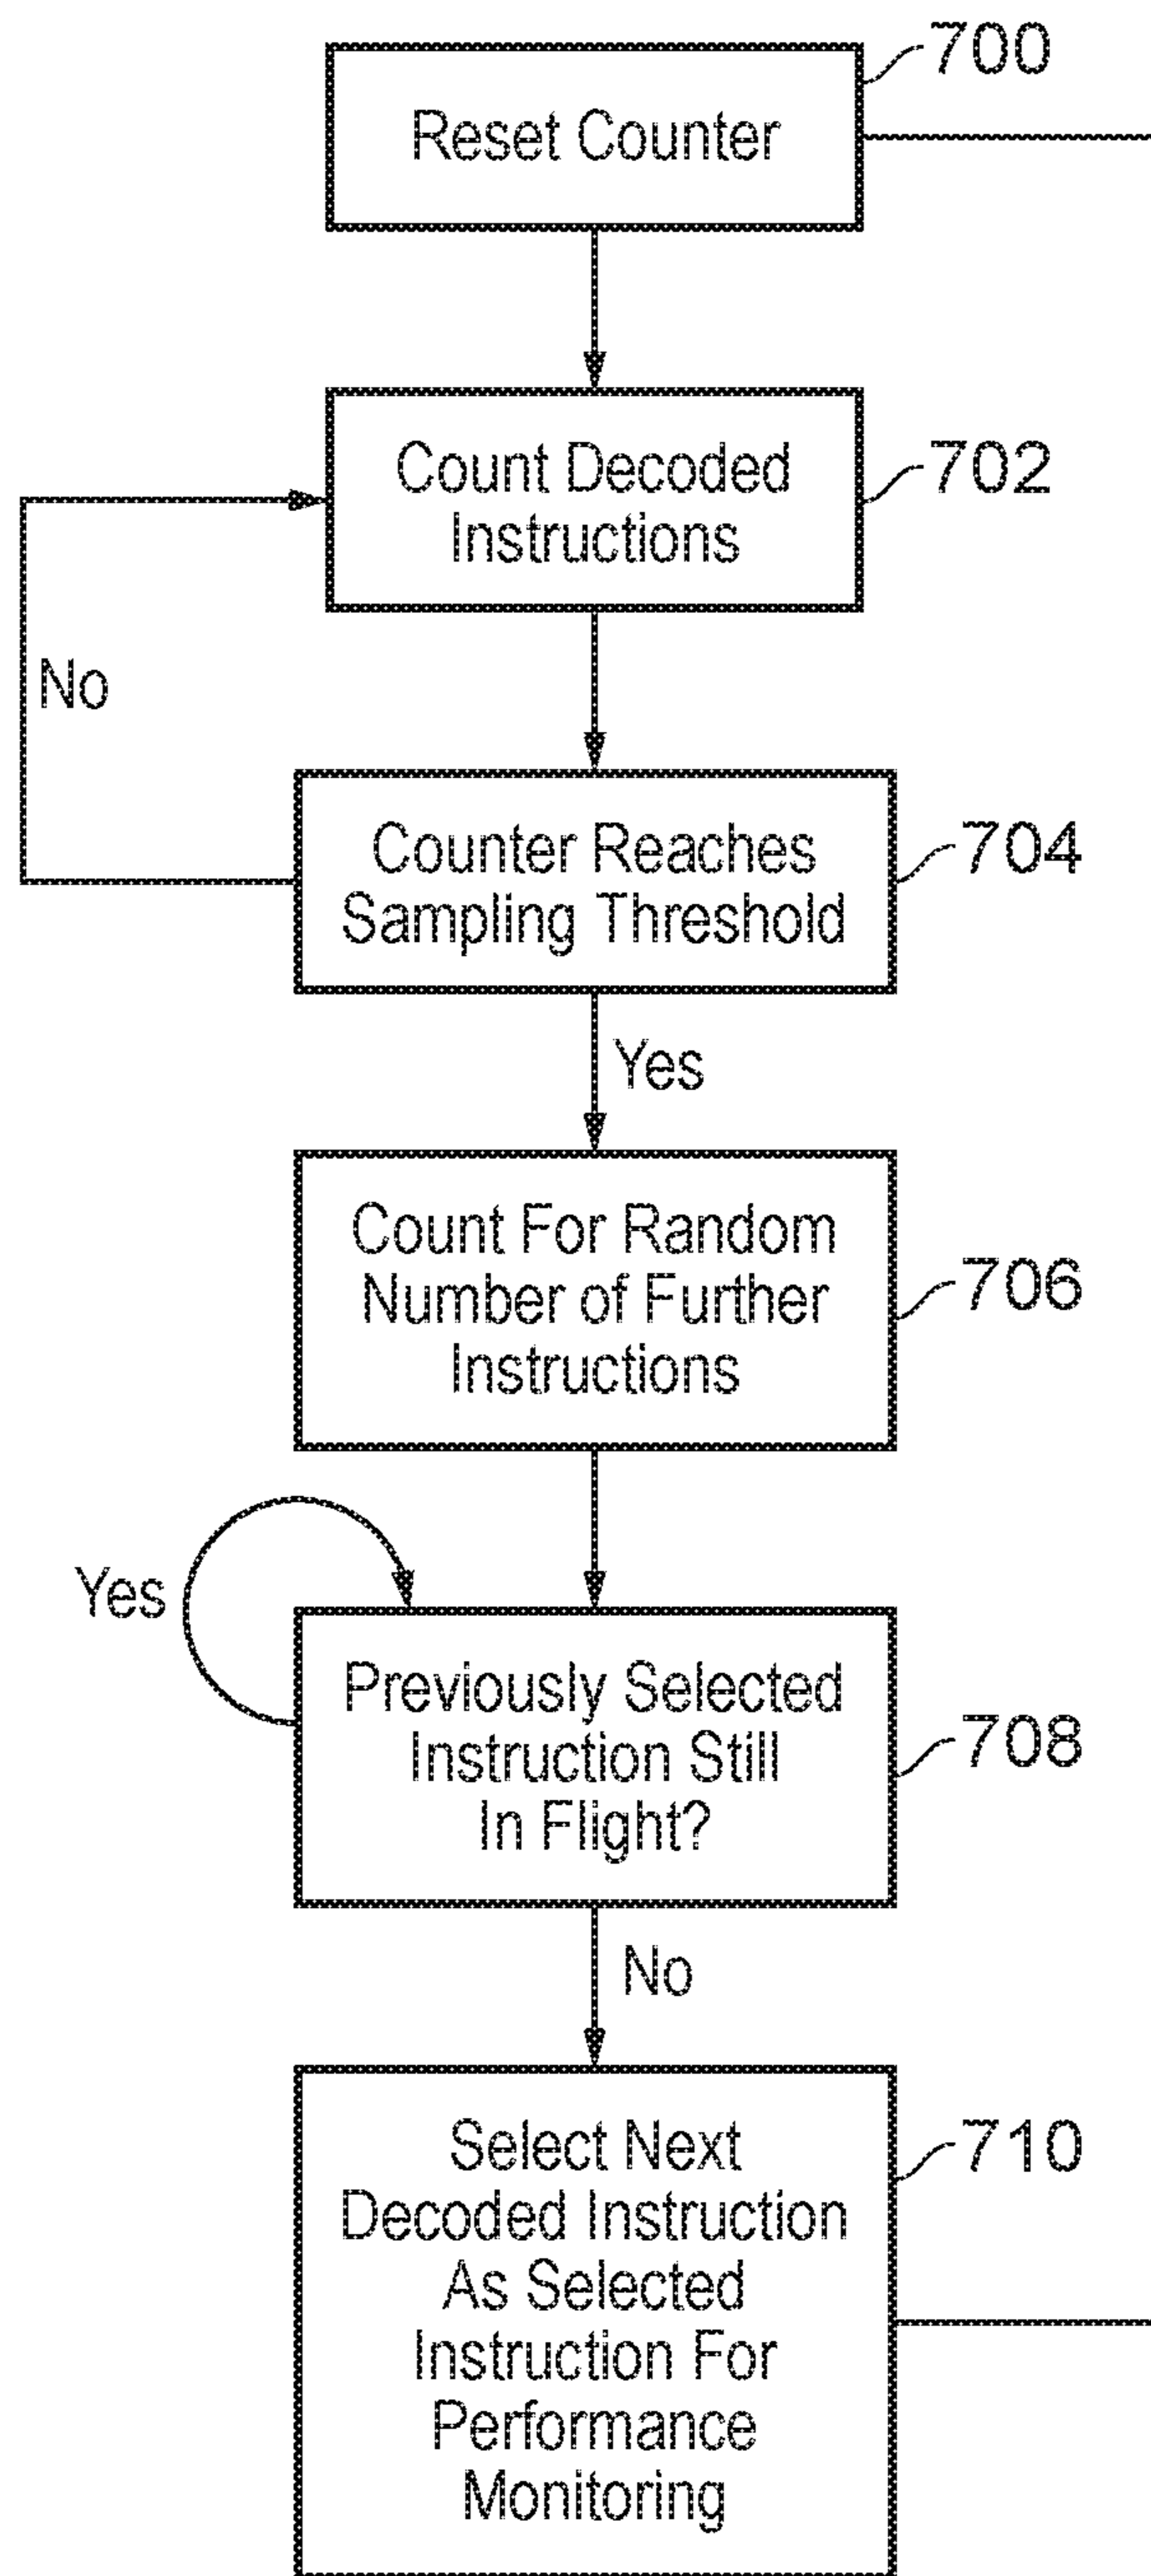 700
Reset Counter
702
Count Decoded
Instructions
No
704
Counter Reaches
Sampling Threshold
Yes
706
Count For Random
Number of Further
Instructions
Yes
708
Previously Selected
Instruction Still
In Flight?
No
710
Select Next
Decoded Instruction
As Selected
Instruction For
Performance
Monitoring